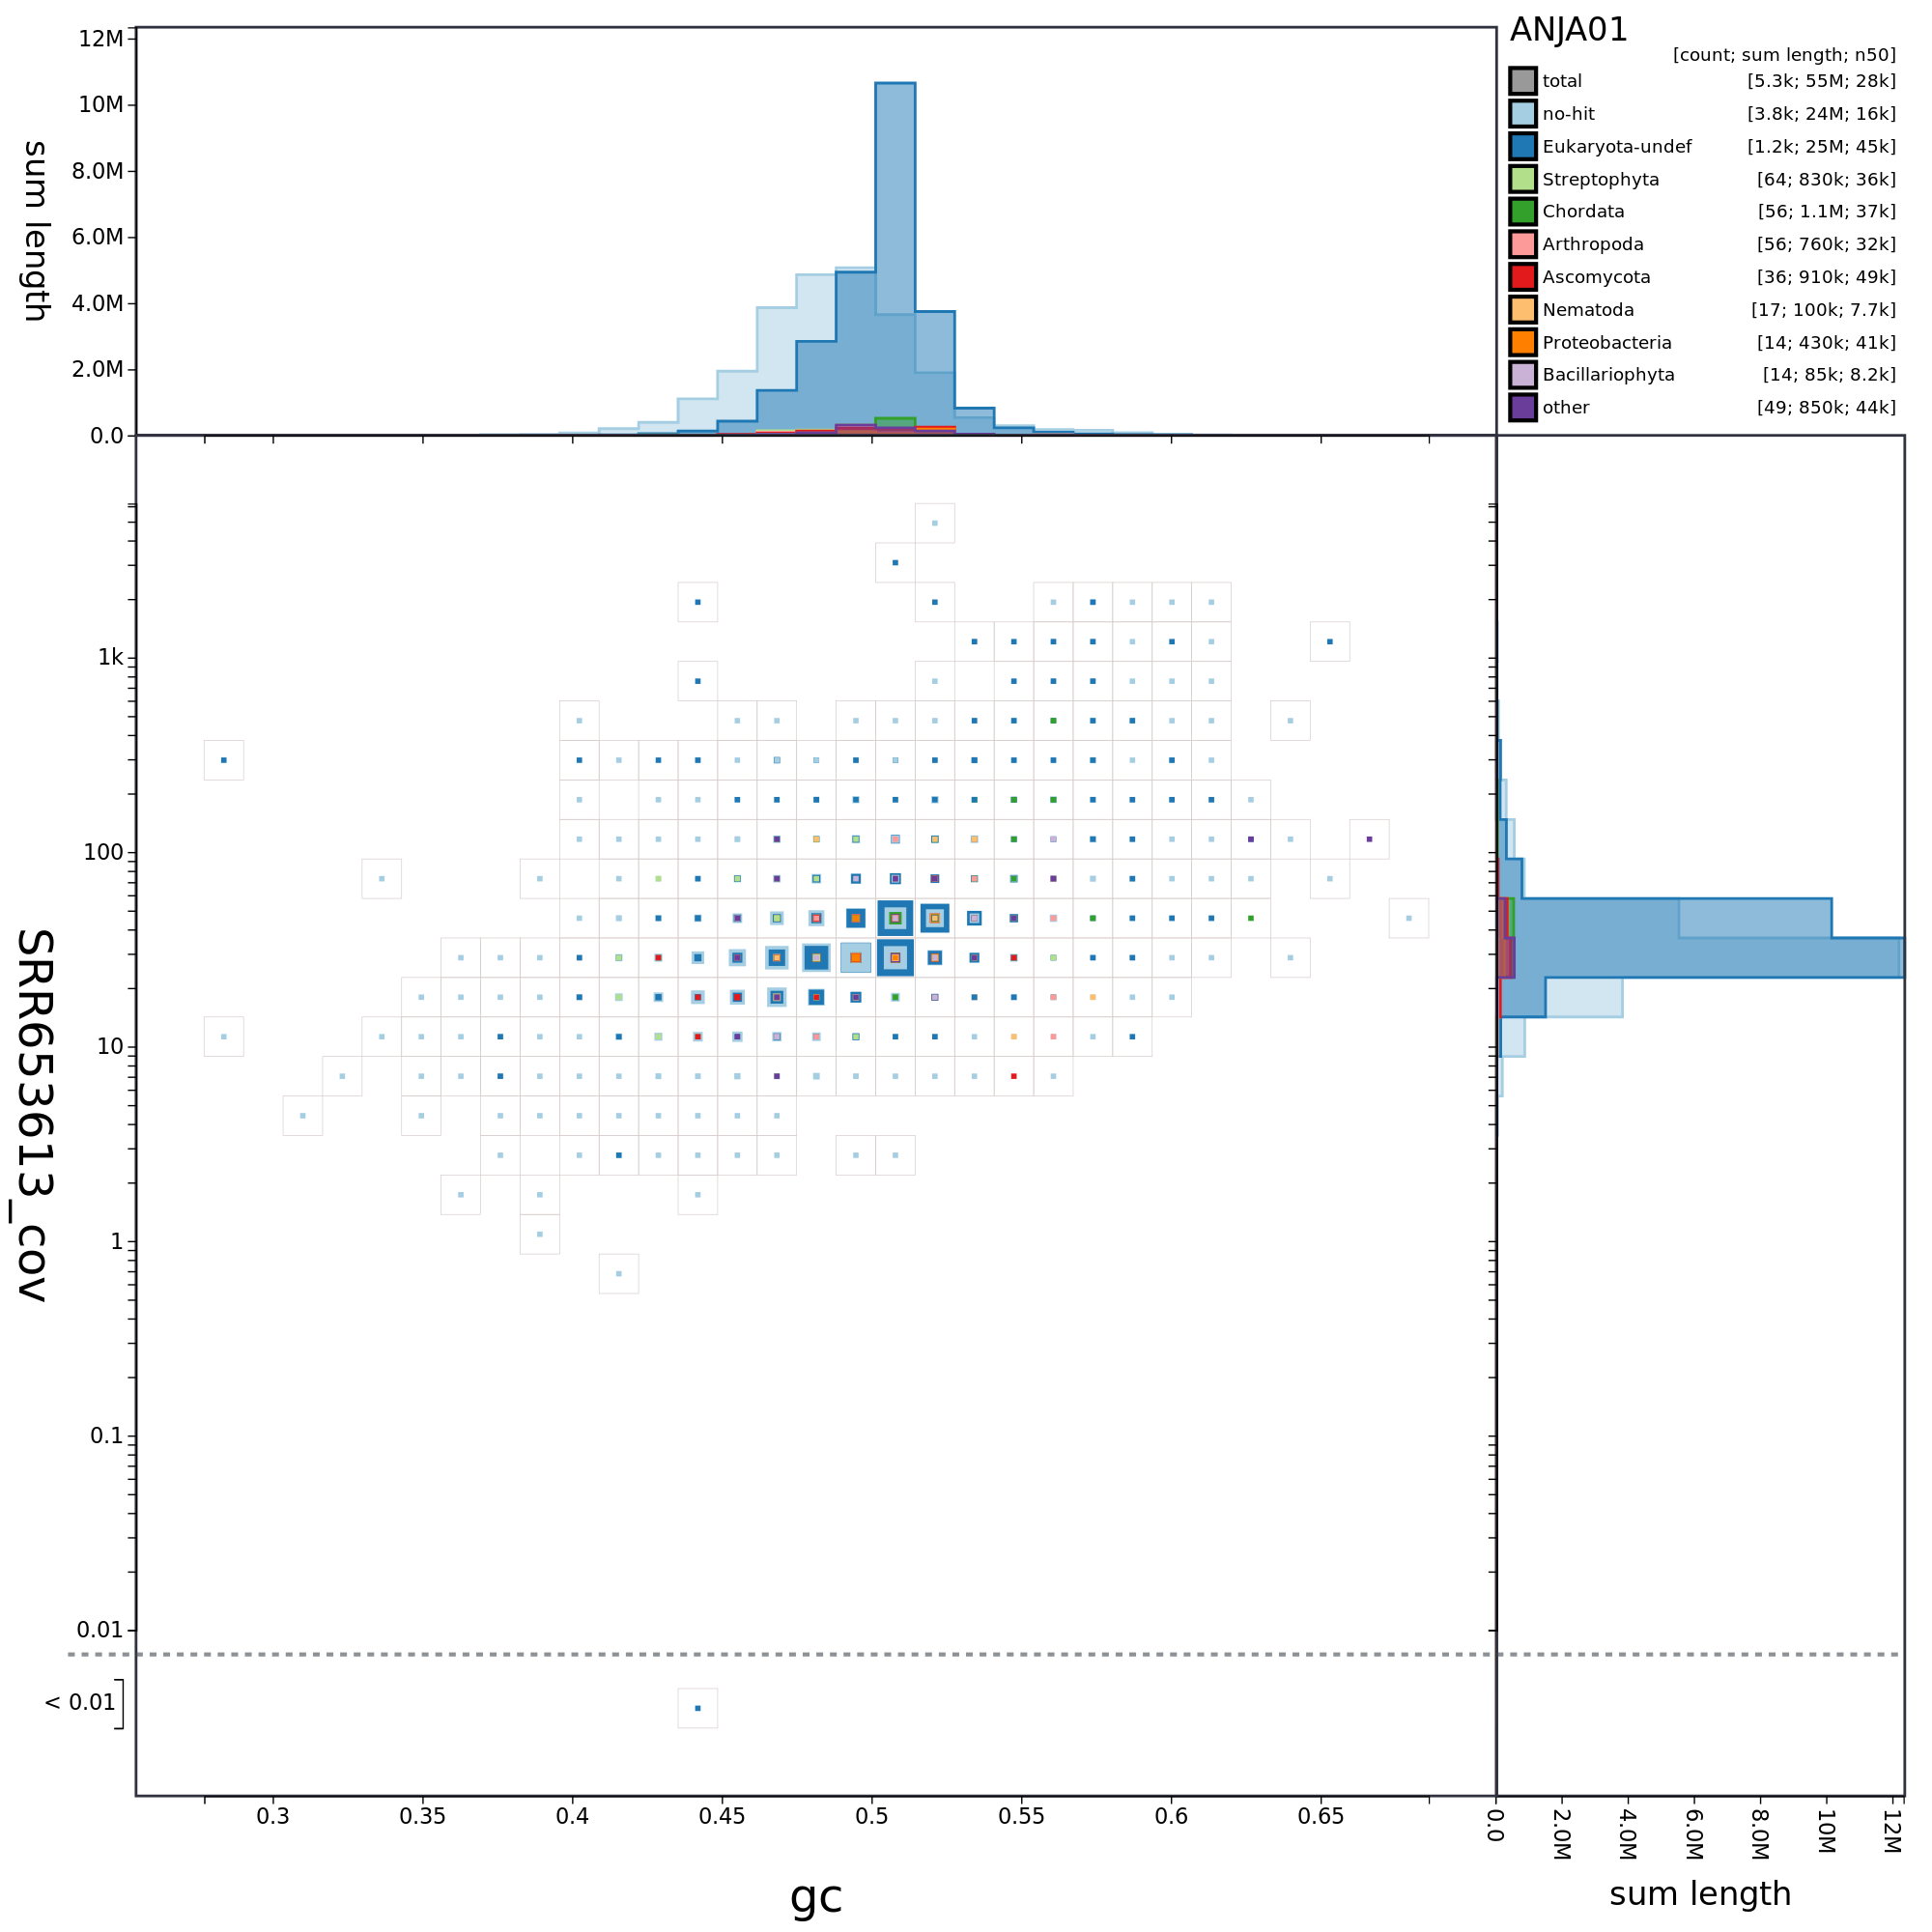 ANJA01
[count; sum length; n50]
total [5.3k; 55M; 28k]
no-hit [3.8k; 24M; 16k]
Eukaryota-undef [1.2k; 25M; 45k]
Streptophyta [64; 830k; 36k]
Chordata [56; 1.1M; 37k]
Arthropoda [56; 760k; 32k]
Ascomycota [36; 910k; 49k]
Nematoda [17; 100k; 7.7k]
Proteobacteria [14; 430k; 41k]
Bacillariophyta [14; 85k; 8.2k]
other [49; 850k; 44k]
sum length
12M
10M
8.0M
6.0M
4.0M
2.0M
0.0
SRR653613_cov
1k
100
10
1
0.1
0.01
< 0.01
0.3 0.35 0.4 0.45 0.5 0.55 0.6 0.65
gc
0.0 2.0M 4.0M 6.0M 8.0M 10M 12M
sum length